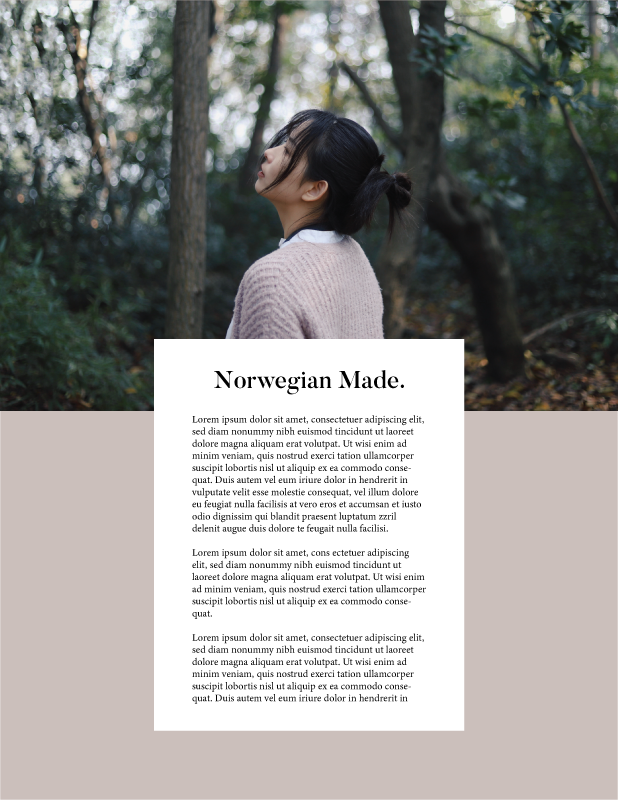 Norwegian Made.
Lorem ipsum dolor sit amet, consectetuer adipiscing elit,
sed diam nonummy nibh euismod tincidunt ut laoreet
dolore magna aliquam erat volutpat. Ut wisi enim ad
minim veniam, quis nostrud exerci tation ullamcorper
suscipit lobortis nisl ut aliquip ex ea commodo conse-
quat. Duis autem vel eum iriure dolor in hendrerit in
vulputate velit esse molestie consequat, vel illum dolore
eu feugiat nulla facilisis at vero eros et accumsan et iusto
odio dignissim qui blandit praesent luptatum zzril
delenit augue duis dolore te feugait nulla facilisi.
Lorem ipsum dolor sit amet, cons ectetuer adipiscing
elit, sed diam nonummy nibh euismod tincidunt ut
laoreet dolore magna aliquam erat volutpat. Ut wisi enim
ad minim veniam, quis nostrud exerci tation ullamcorper
suscipit lobortis nisl ut aliquip ex ea commodo conse-
quat.
Lorem ipsum dolor sit amet, consectetuer adipiscing elit,
sed diam nonummy nibh euismod tincidunt ut laoreet
dolore magna aliquam erat volutpat. Ut wisi enim ad
minim veniam, quis nostrud exerci tation ullamcorper
suscipit lobortis nisl ut aliquip ex ea commodo conse-
quat. Duis autem vel eum iriure dolor in hendrerit in